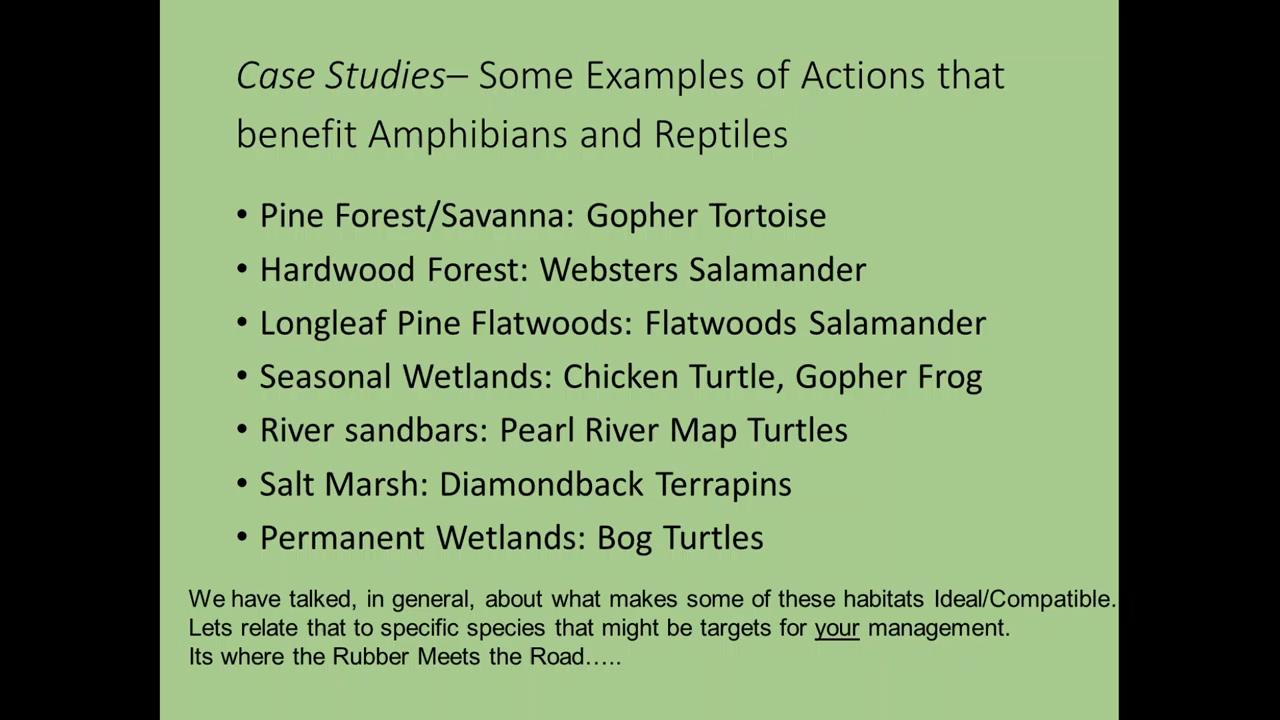 Case Studies– Some Examples of Actions that
benefit Amphibians and Reptiles
• Pine Forest/Savanna: Gopher Tortoise
• Hardwood Forest: Websters Salamander
• Longleaf Pine Flatwoods: Flatwoods Salamander
• Seasonal Wetlands: Chicken Turtle, Gopher Frog
• River sandbars: Pearl River Map Turtles
• Salt Marsh: Diamondback Terrapins
• Permanent Wetlands: Bog Turtles
We have talked, in general, about what makes some of these habitats Ideal/Compatible.
Lets relate that to specific species that might be targets for your management.
Its where the Rubber Meets the Road…..